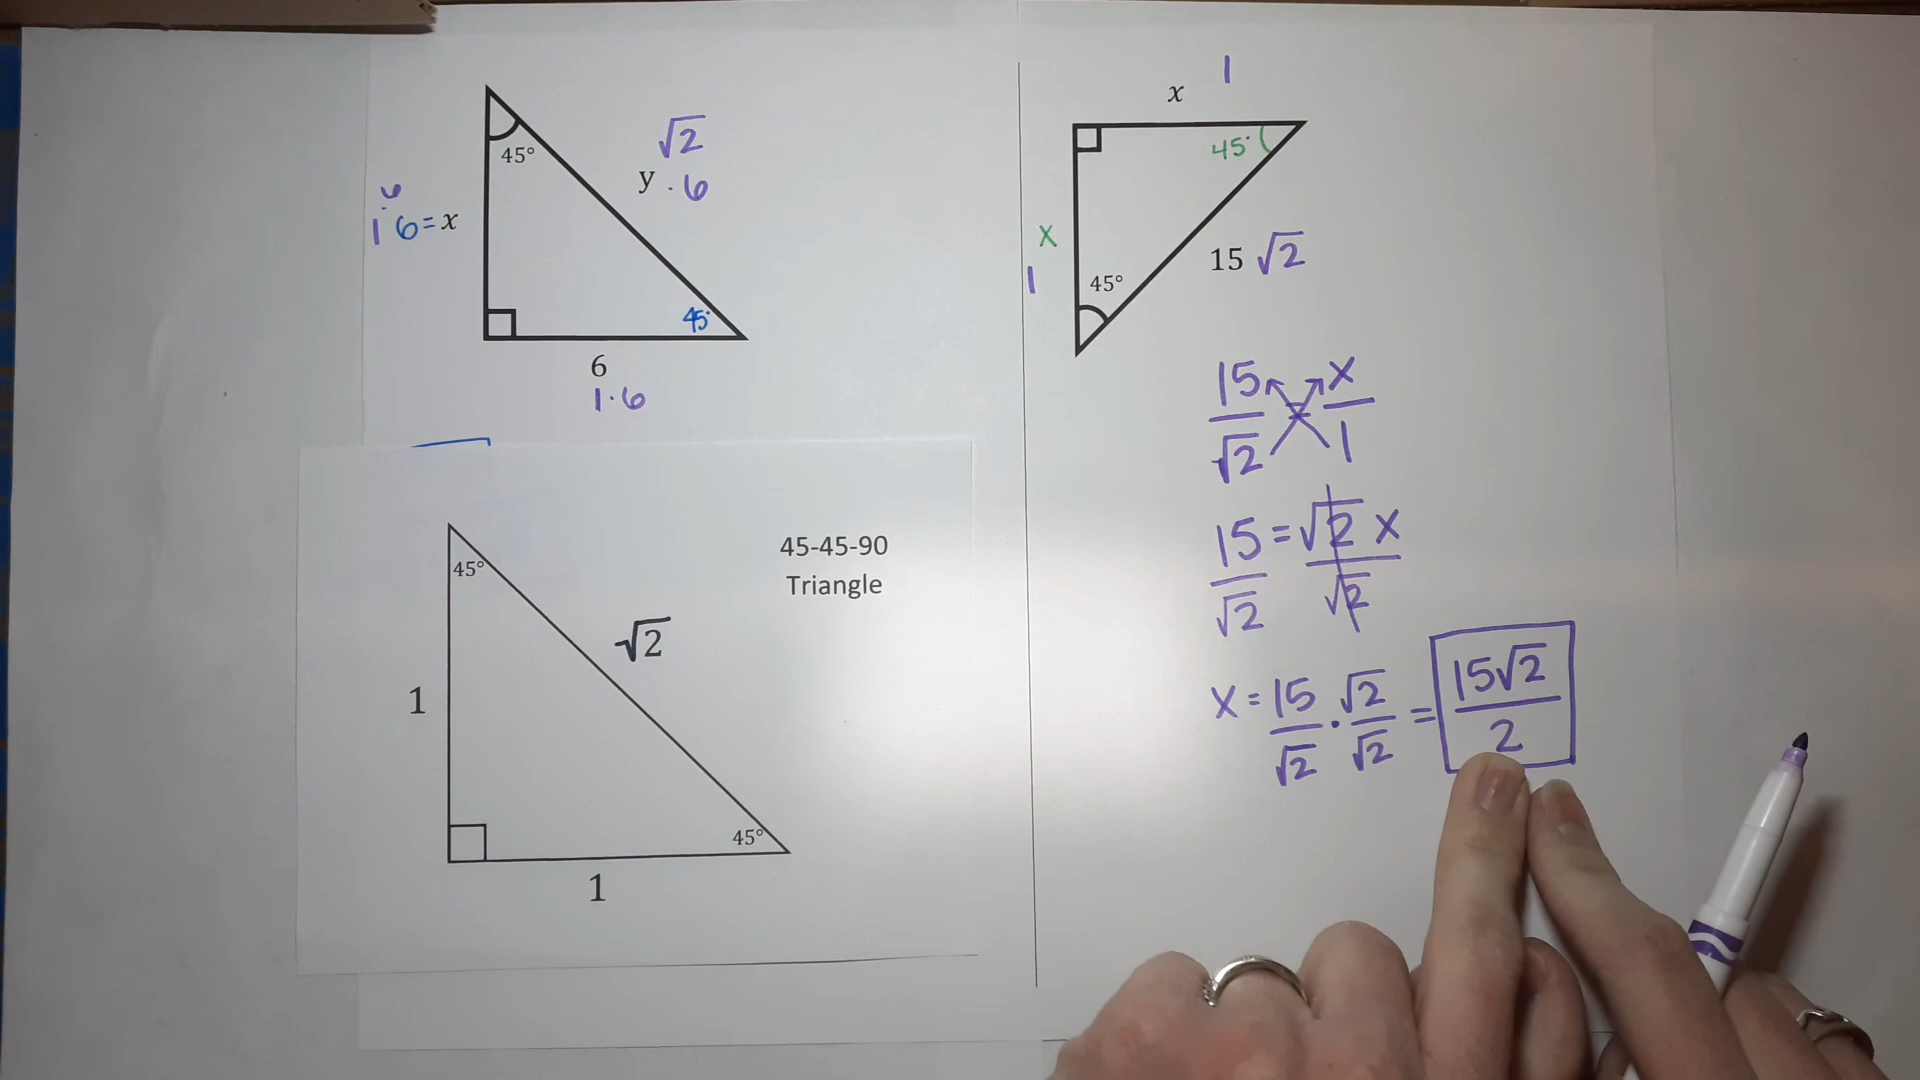 45°
√2
y · 6
6
1 · 6 = x
45°
6
1 · 6
1
x
45°
x
1
45°
15 √2
15/√2 = x/1
15/√2 = √2 x/√2
x = 15/√2 · √2/√2 = 15√2/2
45-45-90
Triangle
45°
√2
1
45°
1